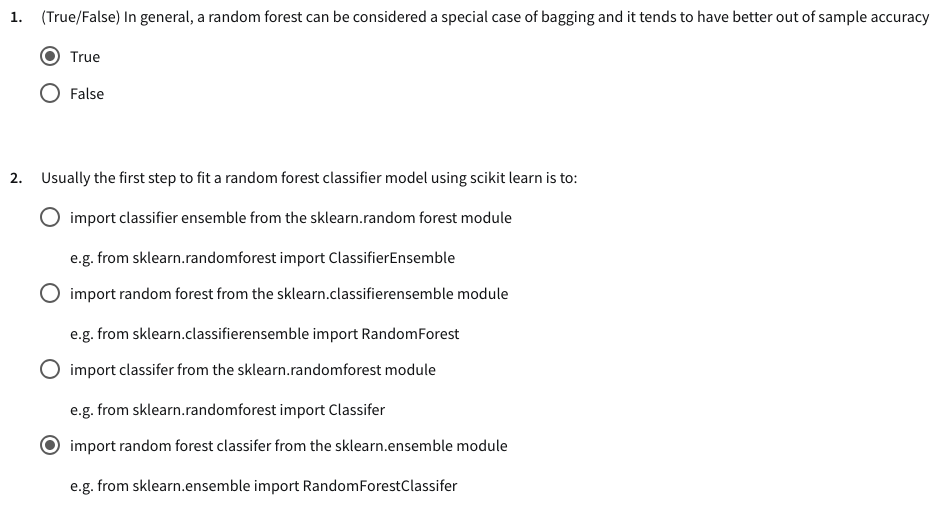 1. (True/False) In general, a random forest can be considered a special case of bagging and it tends to have better out of sample accuracy
True
False
2. Usually the first step to fit a random forest classifier model using scikit learn is to:
import classifier ensemble from the sklearn.random forest module
e.g. from sklearn.randomforest import ClassifierEnsemble
import random forest from the sklearn.classifierensemble module
e.g. from sklearn.classifierensemble import RandomForest
import classifer from the sklearn.randomforest module
e.g. from sklearn.randomforest import Classifer
import random forest classifer from the sklearn.ensemble module
e.g. from sklearn.ensemble import RandomForestClassifer